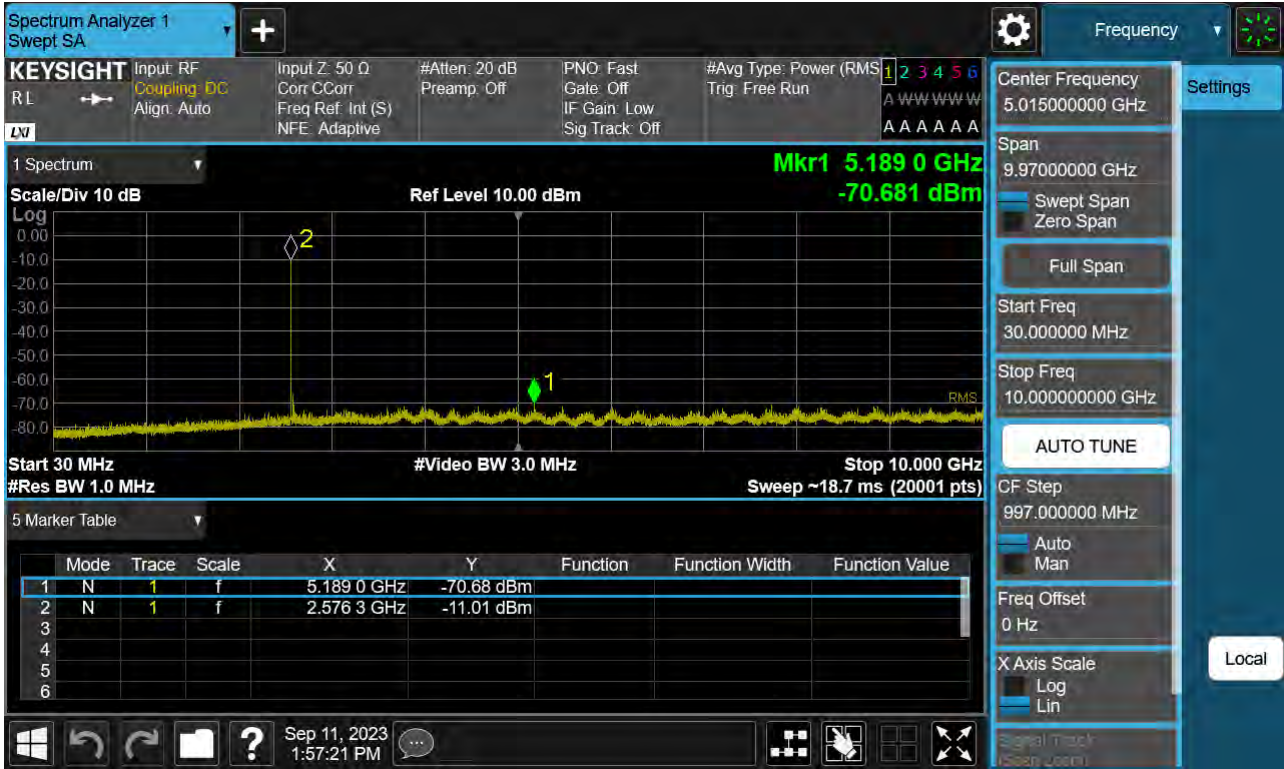 Spectrum Analyzer 1
Swept SA
Frequency
KEYSIGHT
R L
LXI
Input: RF
Coupling: DC
Align: Auto
Input Z: 50 Ω
Corr CCorr
Freq Ref: Int (S)
NFE: Adaptive
#Atten: 20 dB
Preamp: Off
PNO: Fast
Gate: Off
IF Gain: Low
Sig Track: Off
#Avg Type: Power (RMS
Trig: Free Run
1 2 3 4 5 6
A W W W W W
A A A A A A
1 Spectrum
Scale/Div 10 dB
Ref Level 10.00 dBm
Mkr1 5.189 0 GHz
-70.681 dBm
Log
0.00
-10.0
-20.0
-30.0
-40.0
-50.0
-60.0
-70.0
-80.0
2
1
RMS
Start 30 MHz
#Res BW 1.0 MHz
#Video BW 3.0 MHz
Stop 10.000 GHz
Sweep ~18.7 ms (20001 pts)
5 Marker Table
Mode Trace Scale X Y Function Function Width Function Value
1 N 1 f 5.189 0 GHz -70.68 dBm
2 N 1 f 2.576 3 GHz -11.01 dBm
3
4
5
6
Sep 11, 2023
1:57:21 PM
Center Frequency
5.015000000 GHz
Span
9.97000000 GHz
Swept Span
Zero Span
Full Span
Start Freq
30.000000 MHz
Stop Freq
10.000000000 GHz
AUTO TUNE
CF Step
997.000000 MHz
Auto
Man
Freq Offset
0 Hz
X Axis Scale
Log
Lin
Signal Track
(Span Zoom)
Settings
Local